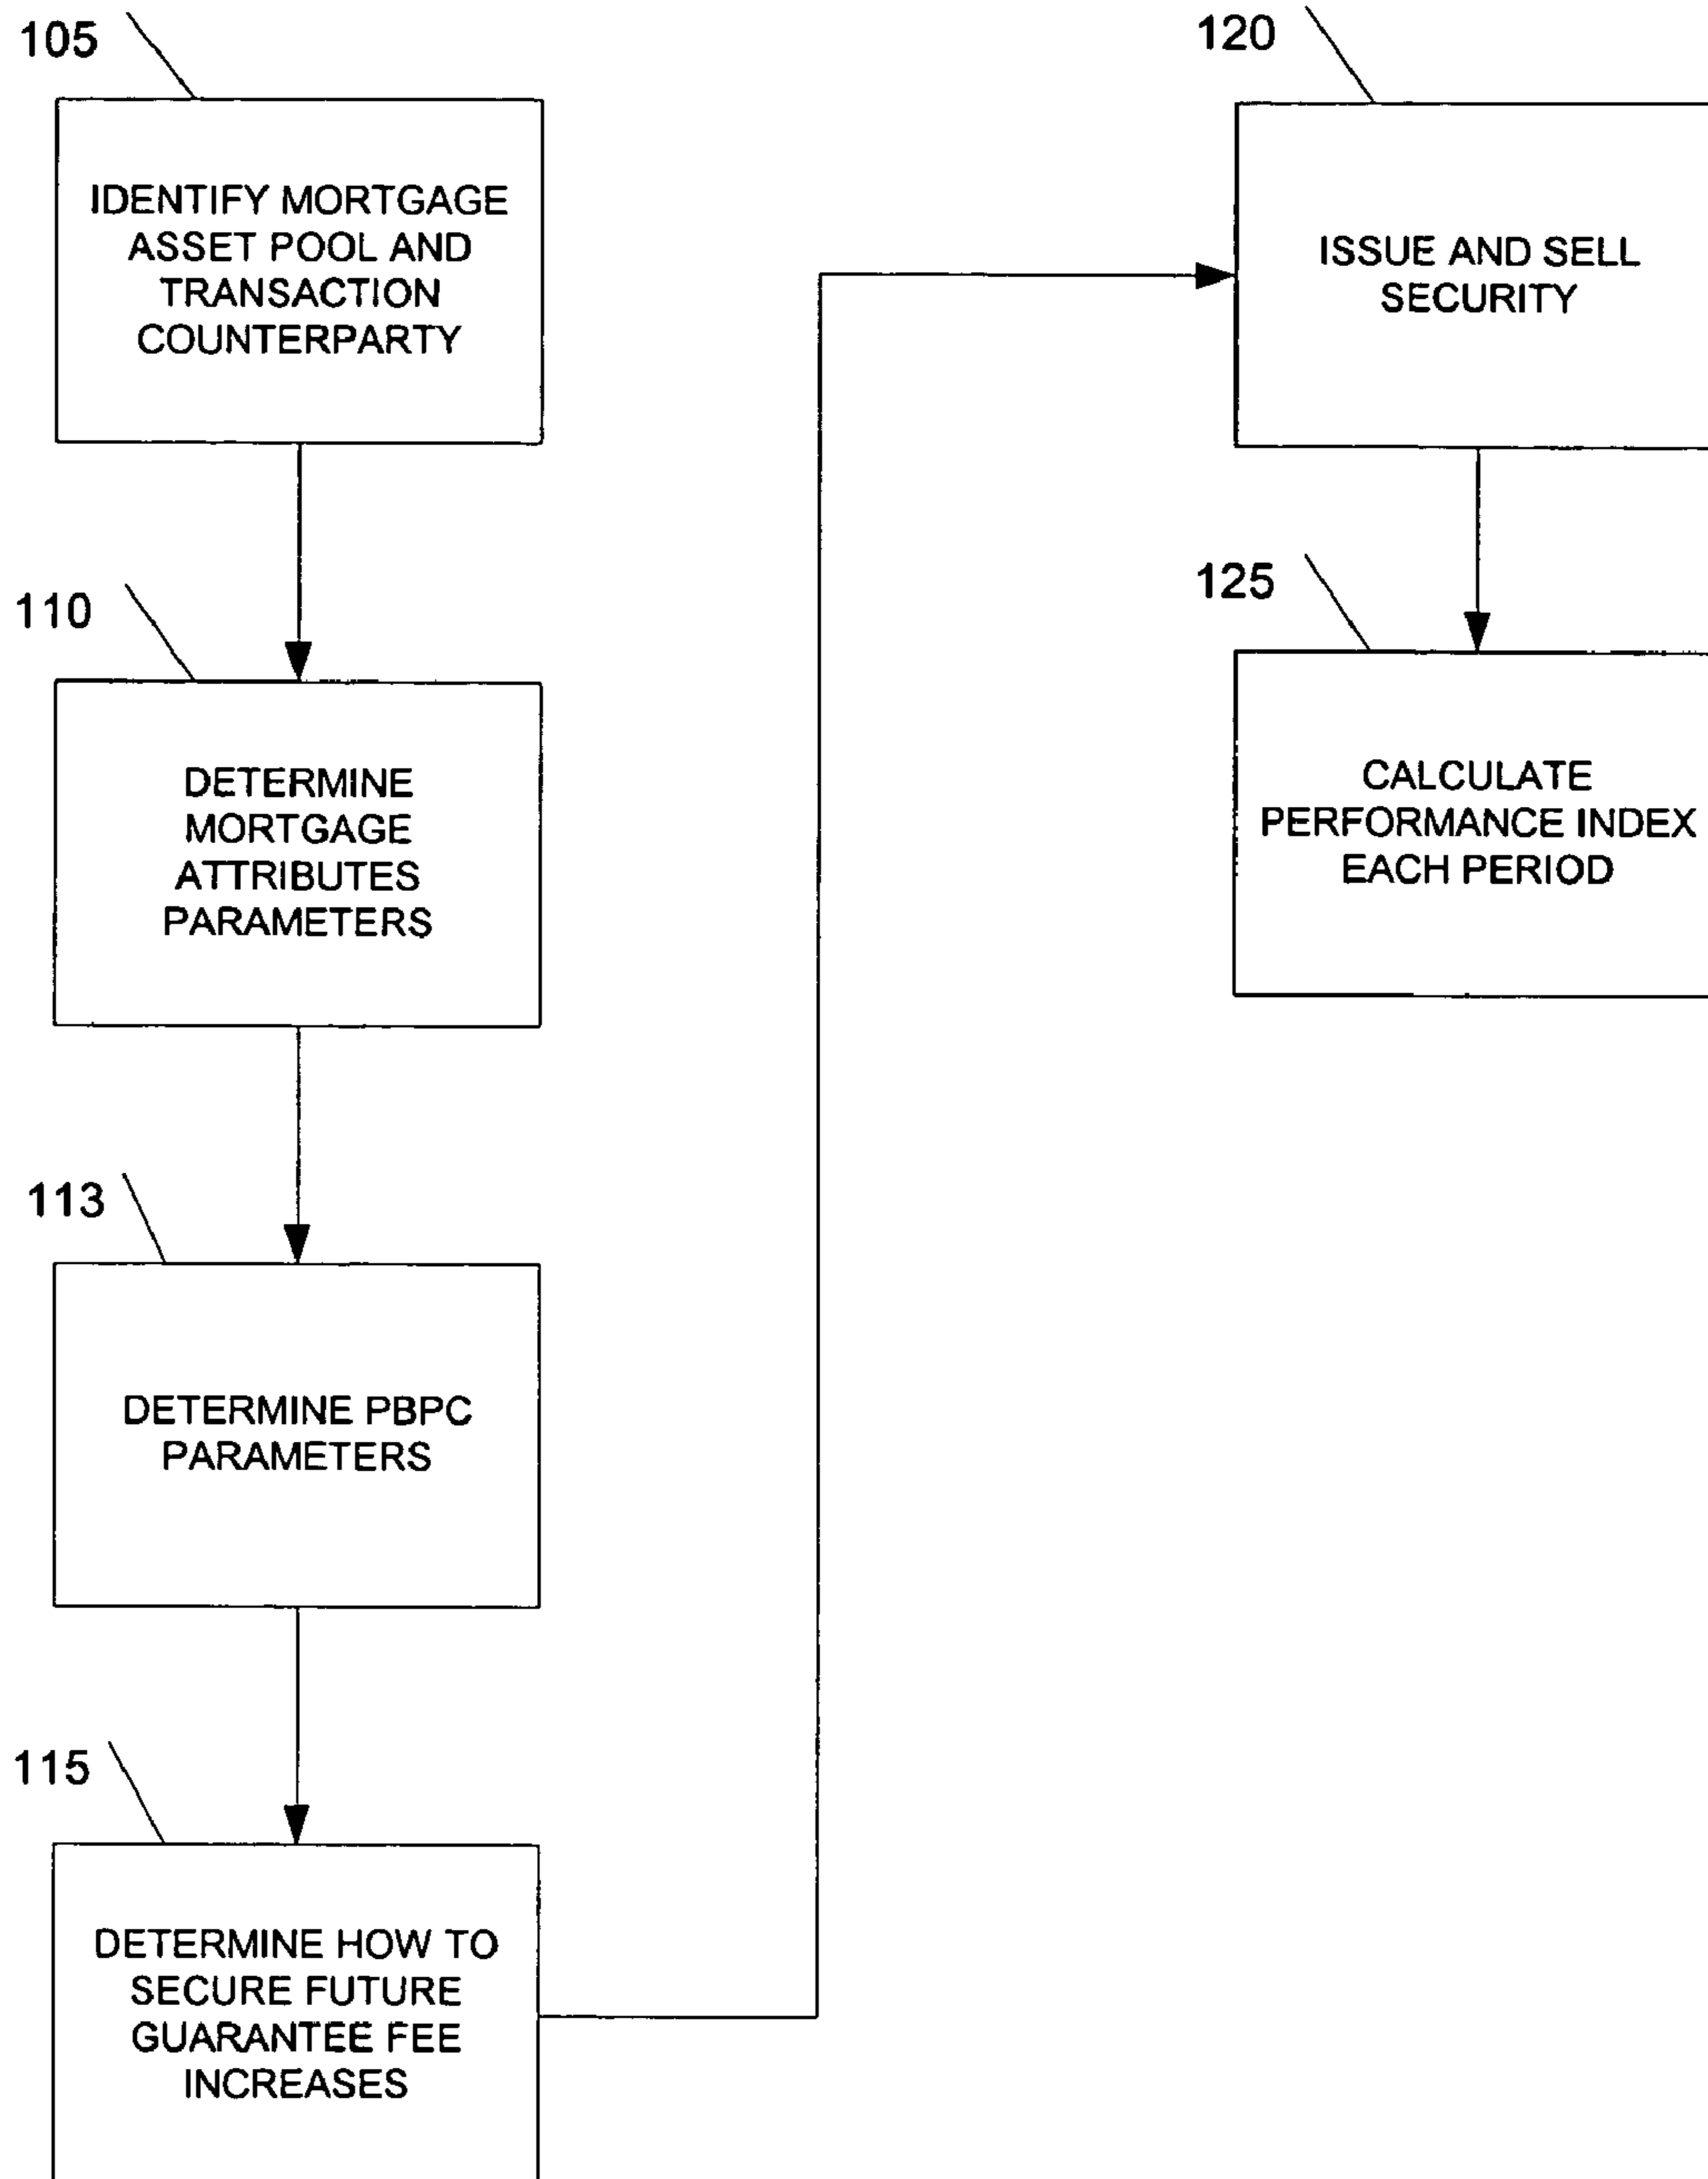 105
IDENTIFY MORTGAGE
ASSET POOL AND
TRANSACTION
COUNTERPARTY
110
DETERMINE
MORTGAGE
ATTRIBUTES
PARAMETERS
113
DETERMINE PBPC
PARAMETERS
115
DETERMINE HOW TO
SECURE FUTURE
GUARANTEE FEE
INCREASES
120
ISSUE AND SELL
SECURITY
125
CALCULATE
PERFORMANCE INDEX
EACH PERIOD